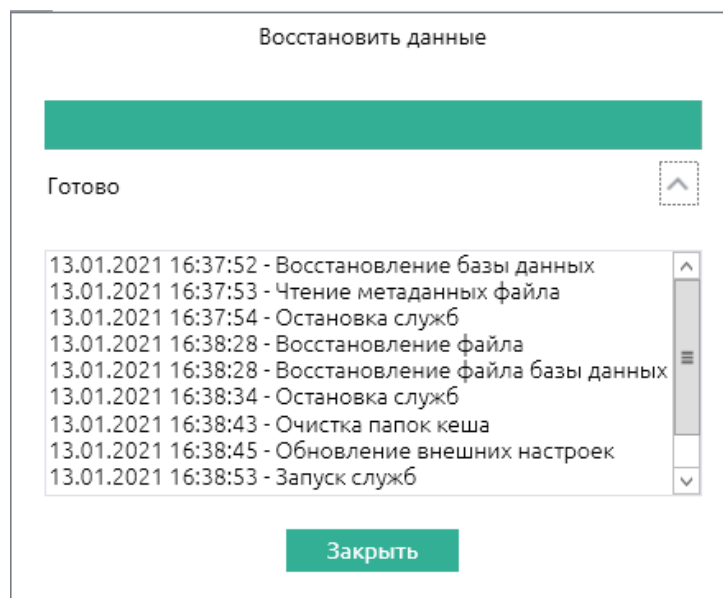 Восстановить данные
Готово
13.01.2021 16:37:52 - Восстановление базы данных
13.01.2021 16:37:53 - Чтение метаданных файла
13.01.2021 16:37:54 - Остановка служб
13.01.2021 16:38:28 - Восстановление файла
13.01.2021 16:38:28 - Восстановление файла базы данных
13.01.2021 16:38:34 - Остановка служб
13.01.2021 16:38:43 - Очистка папок кеша
13.01.2021 16:38:45 - Обновление внешних настроек
13.01.2021 16:38:53 - Запуск служб
Закрыть